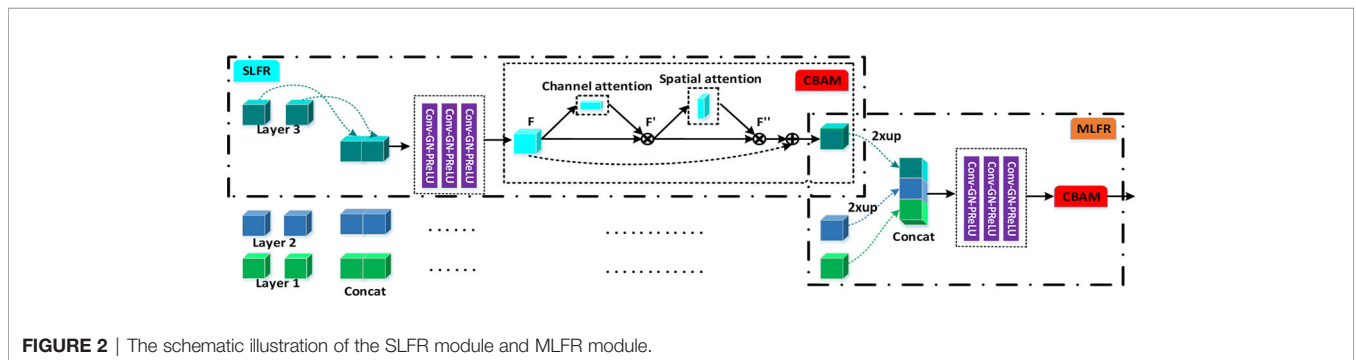 SLFR
CBAM
Channel attention
Spatial attention
Layer 3
Conv-GN-PReLU
Conv-GN-PReLU
Conv-GN-PReLU
F
F'
F''
2xup
MLFR
Layer 2
Layer 1
Concat
......
............
......
............
2xup
Concat
Conv-GN-PReLU
Conv-GN-PReLU
Conv-GN-PReLU
CBAM
FIGURE 2 | The schematic illustration of the SLFR module and MLFR module.